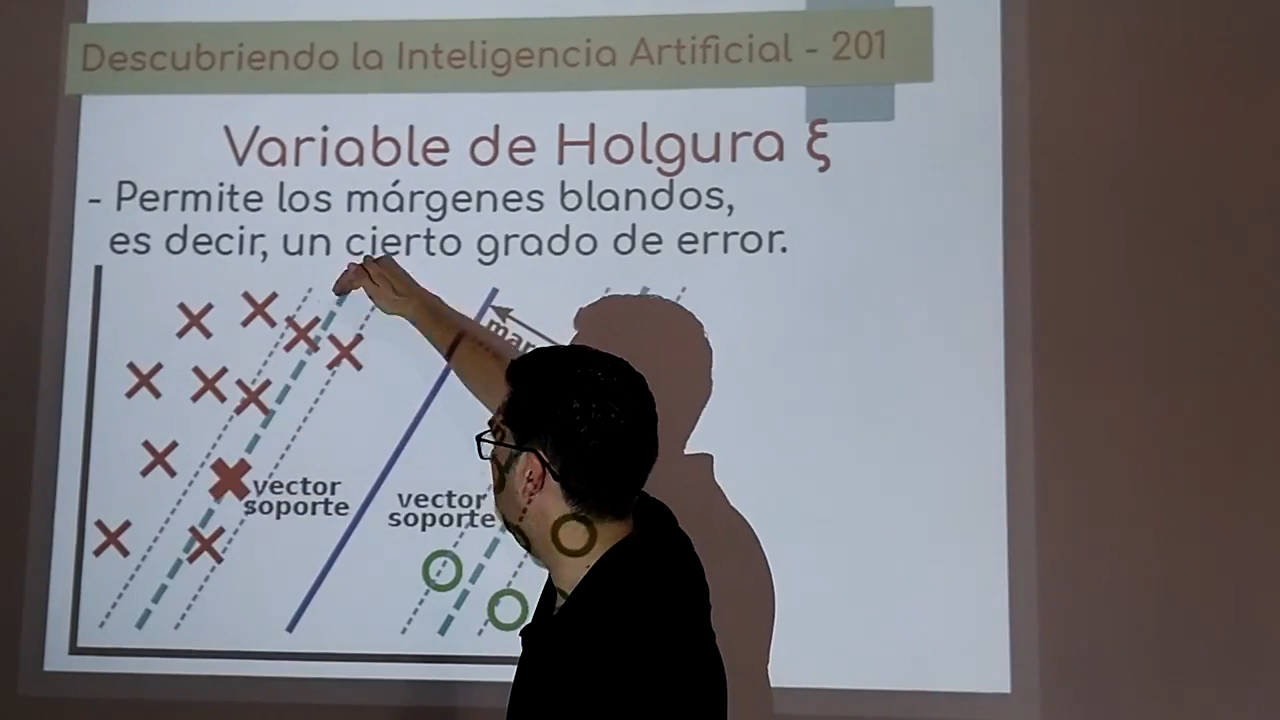 Descubriendo la Inteligencia Artificial - 201
Variable de Holgura ξ
- Permite los márgenes blandos,
es decir, un cierto grado de error.
vector
soporte
vector
soporte